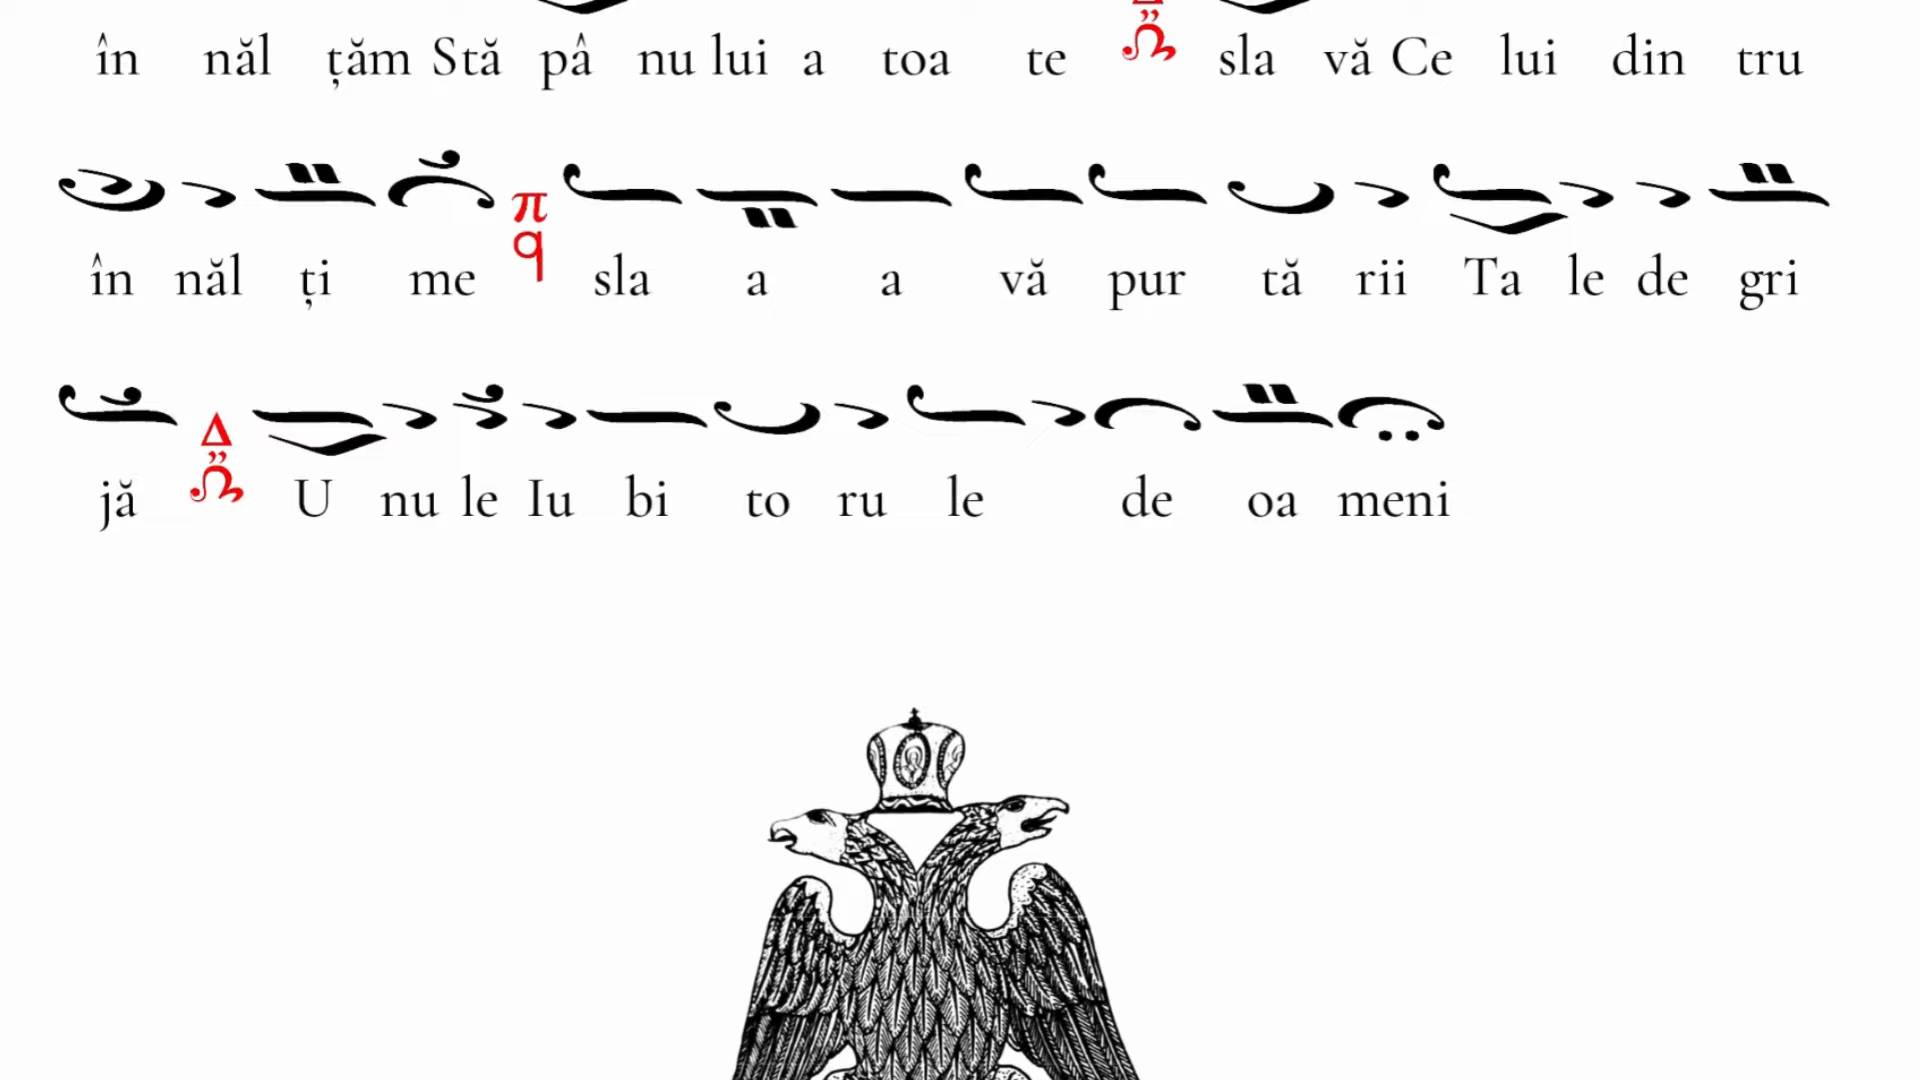 în năl țăm Stă pâ nu lui a toa te Δ sla vă Ce lui din tru
în năl ți me π q sla a a vă pur tă rii Ta le de gri
jă Δ U nu le Iu bi to ru le de oa meni